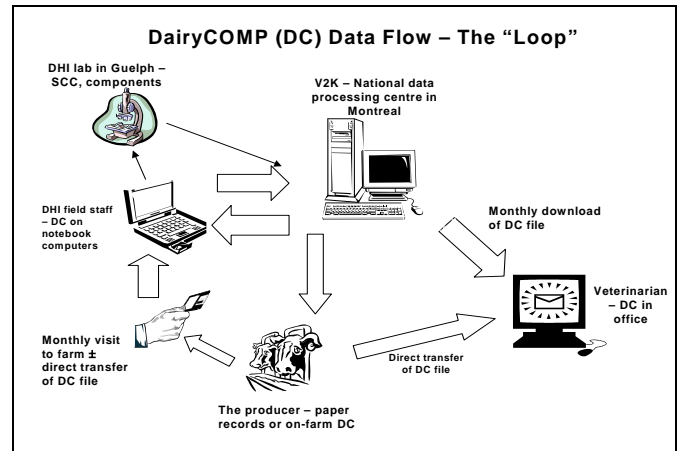 DairyCOMP (DC) Data Flow – The “Loop”
DHI lab in Guelph –
SCC, components
V2K – National data
processing centre in
Montreal
DHI field staff
– DC on
notebook
computers
Monthly download
of DC file
Veterinarian
– DC in
office
Monthly visit
to farm ±
direct transfer
of DC file
Direct transfer
of DC file
The producer – paper
records or on-farm DC